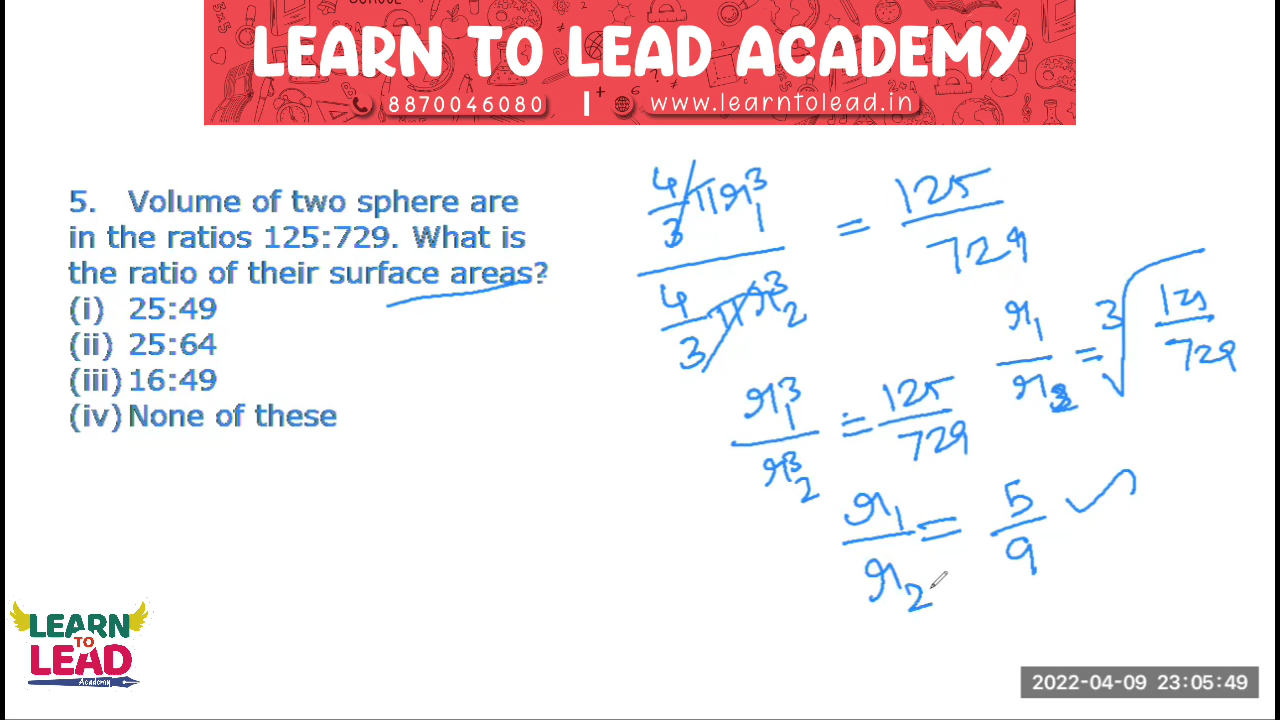 LEARN TO LEAD ACADEMY
8870046080 | www.learntolead.in
5. Volume of two sphere are
in the ratios 125:729. What is
the ratio of their surface areas?
(i) 25:49
(ii) 25:64
(iii) 16:49
(iv) None of these
4/3 π r₁³ / 4/3 π r₂³ = 125/729
r₁/r₂ = ∛125/729
r₁³/r₂³ = 125/729
r₁/r₂ = 5/9
LEARN
TO
LEAD
Academy
2022-04-09 23:05:49